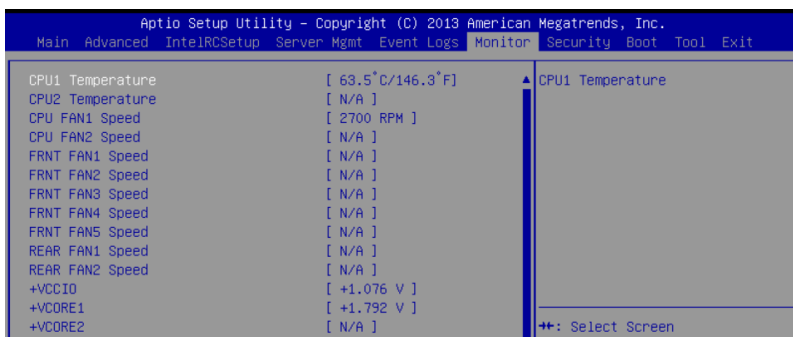 Aptio Setup Utility – Copyright (C) 2013 American Megatrends, Inc.
Main Advanced IntelRCSetup Server Mgmt Event Logs Monitor Security Boot Tool Exit
CPU1 Temperature [ 63.5°C/146.3°F] CPU1 Temperature
CPU2 Temperature [ N/A ]
CPU FAN1 Speed [ 2700 RPM ]
CPU FAN2 Speed [ N/A ]
FRNT FAN1 Speed [ N/A ]
FRNT FAN2 Speed [ N/A ]
FRNT FAN3 Speed [ N/A ]
FRNT FAN4 Speed [ N/A ]
FRNT FAN5 Speed [ N/A ]
REAR FAN1 Speed [ N/A ]
REAR FAN2 Speed [ N/A ]
+VCCIO [ +1.076 V ]
+VCORE1 [ +1.792 V ]
+VCORE2 [ N/A ] →←: Select Screen